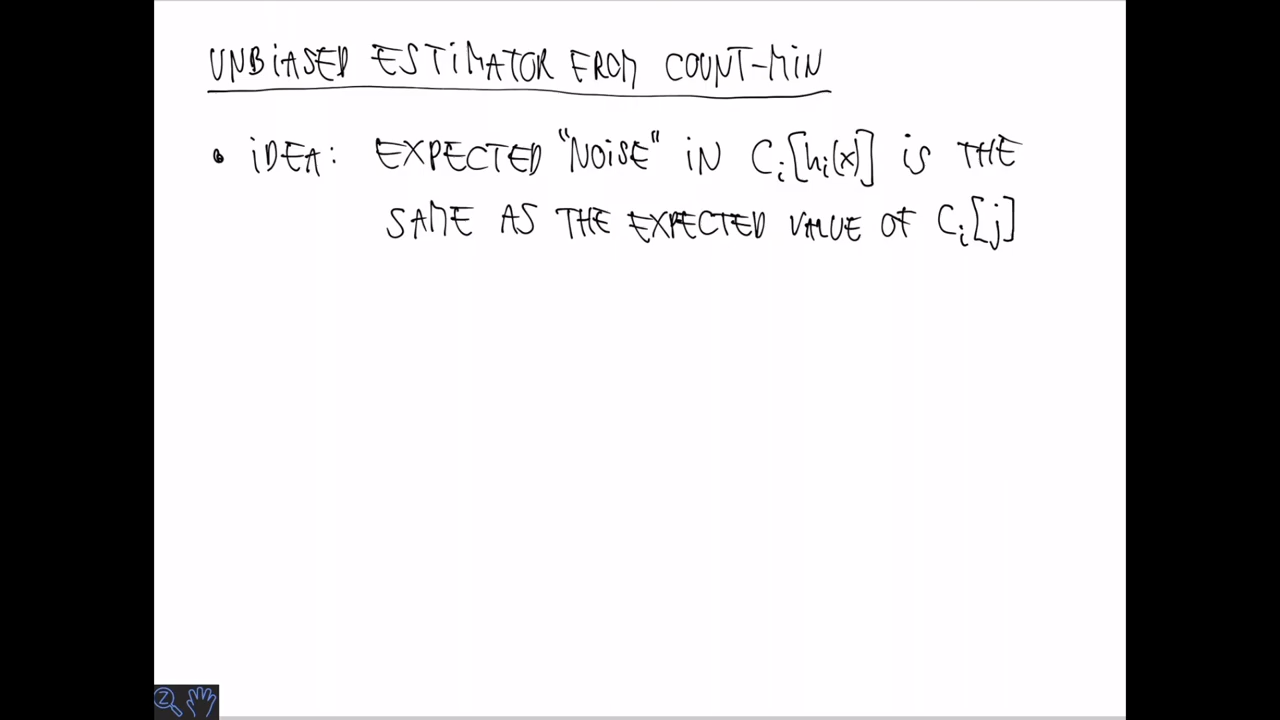 UNBIASED ESTIMATOR FROM COUNT-MIN
• IDEA: EXPECTED "NOISE" IN Cᵢ[hᵢ(x)] IS THE
SAME AS THE EXPECTED VALUE OF Cᵢ[j]
Z